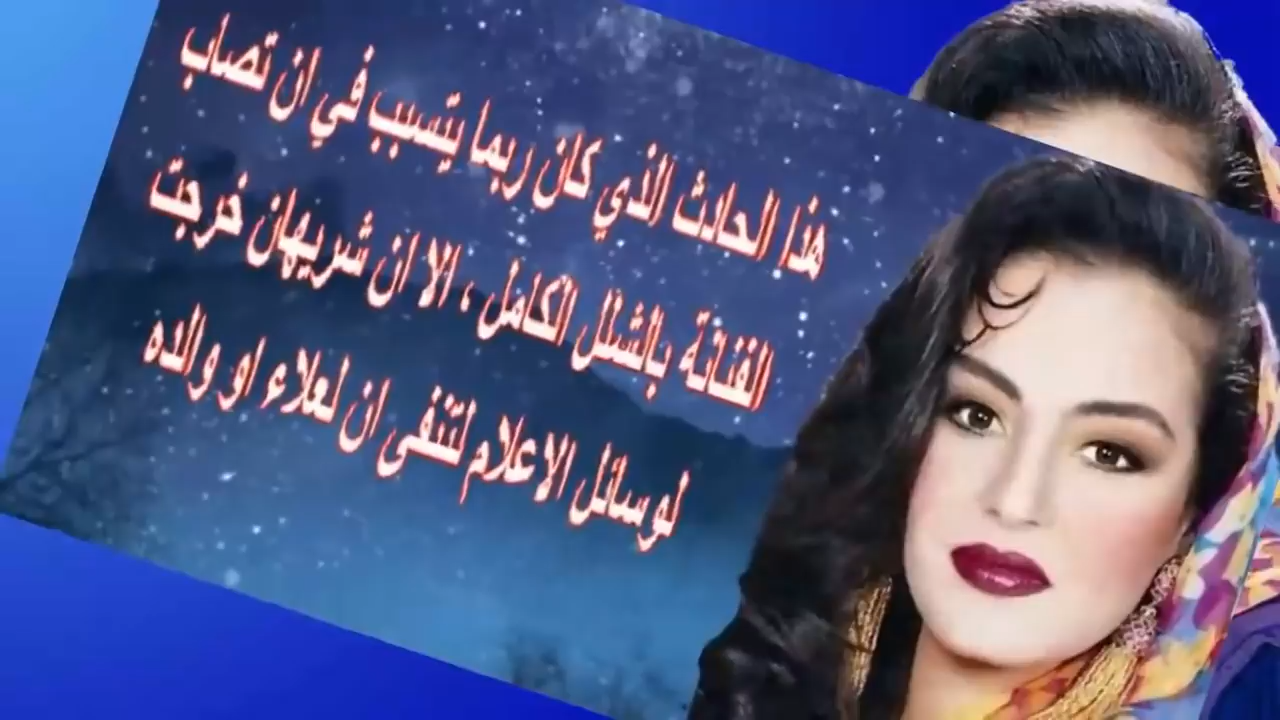 هذا الحادث الذي كان ربما يتسبب في ان تصاب
الفنانة بالشلل الكامل ، الا ان شريهان خرجت
لوسائل الاعلام لتنفى ان لعلاء او والده